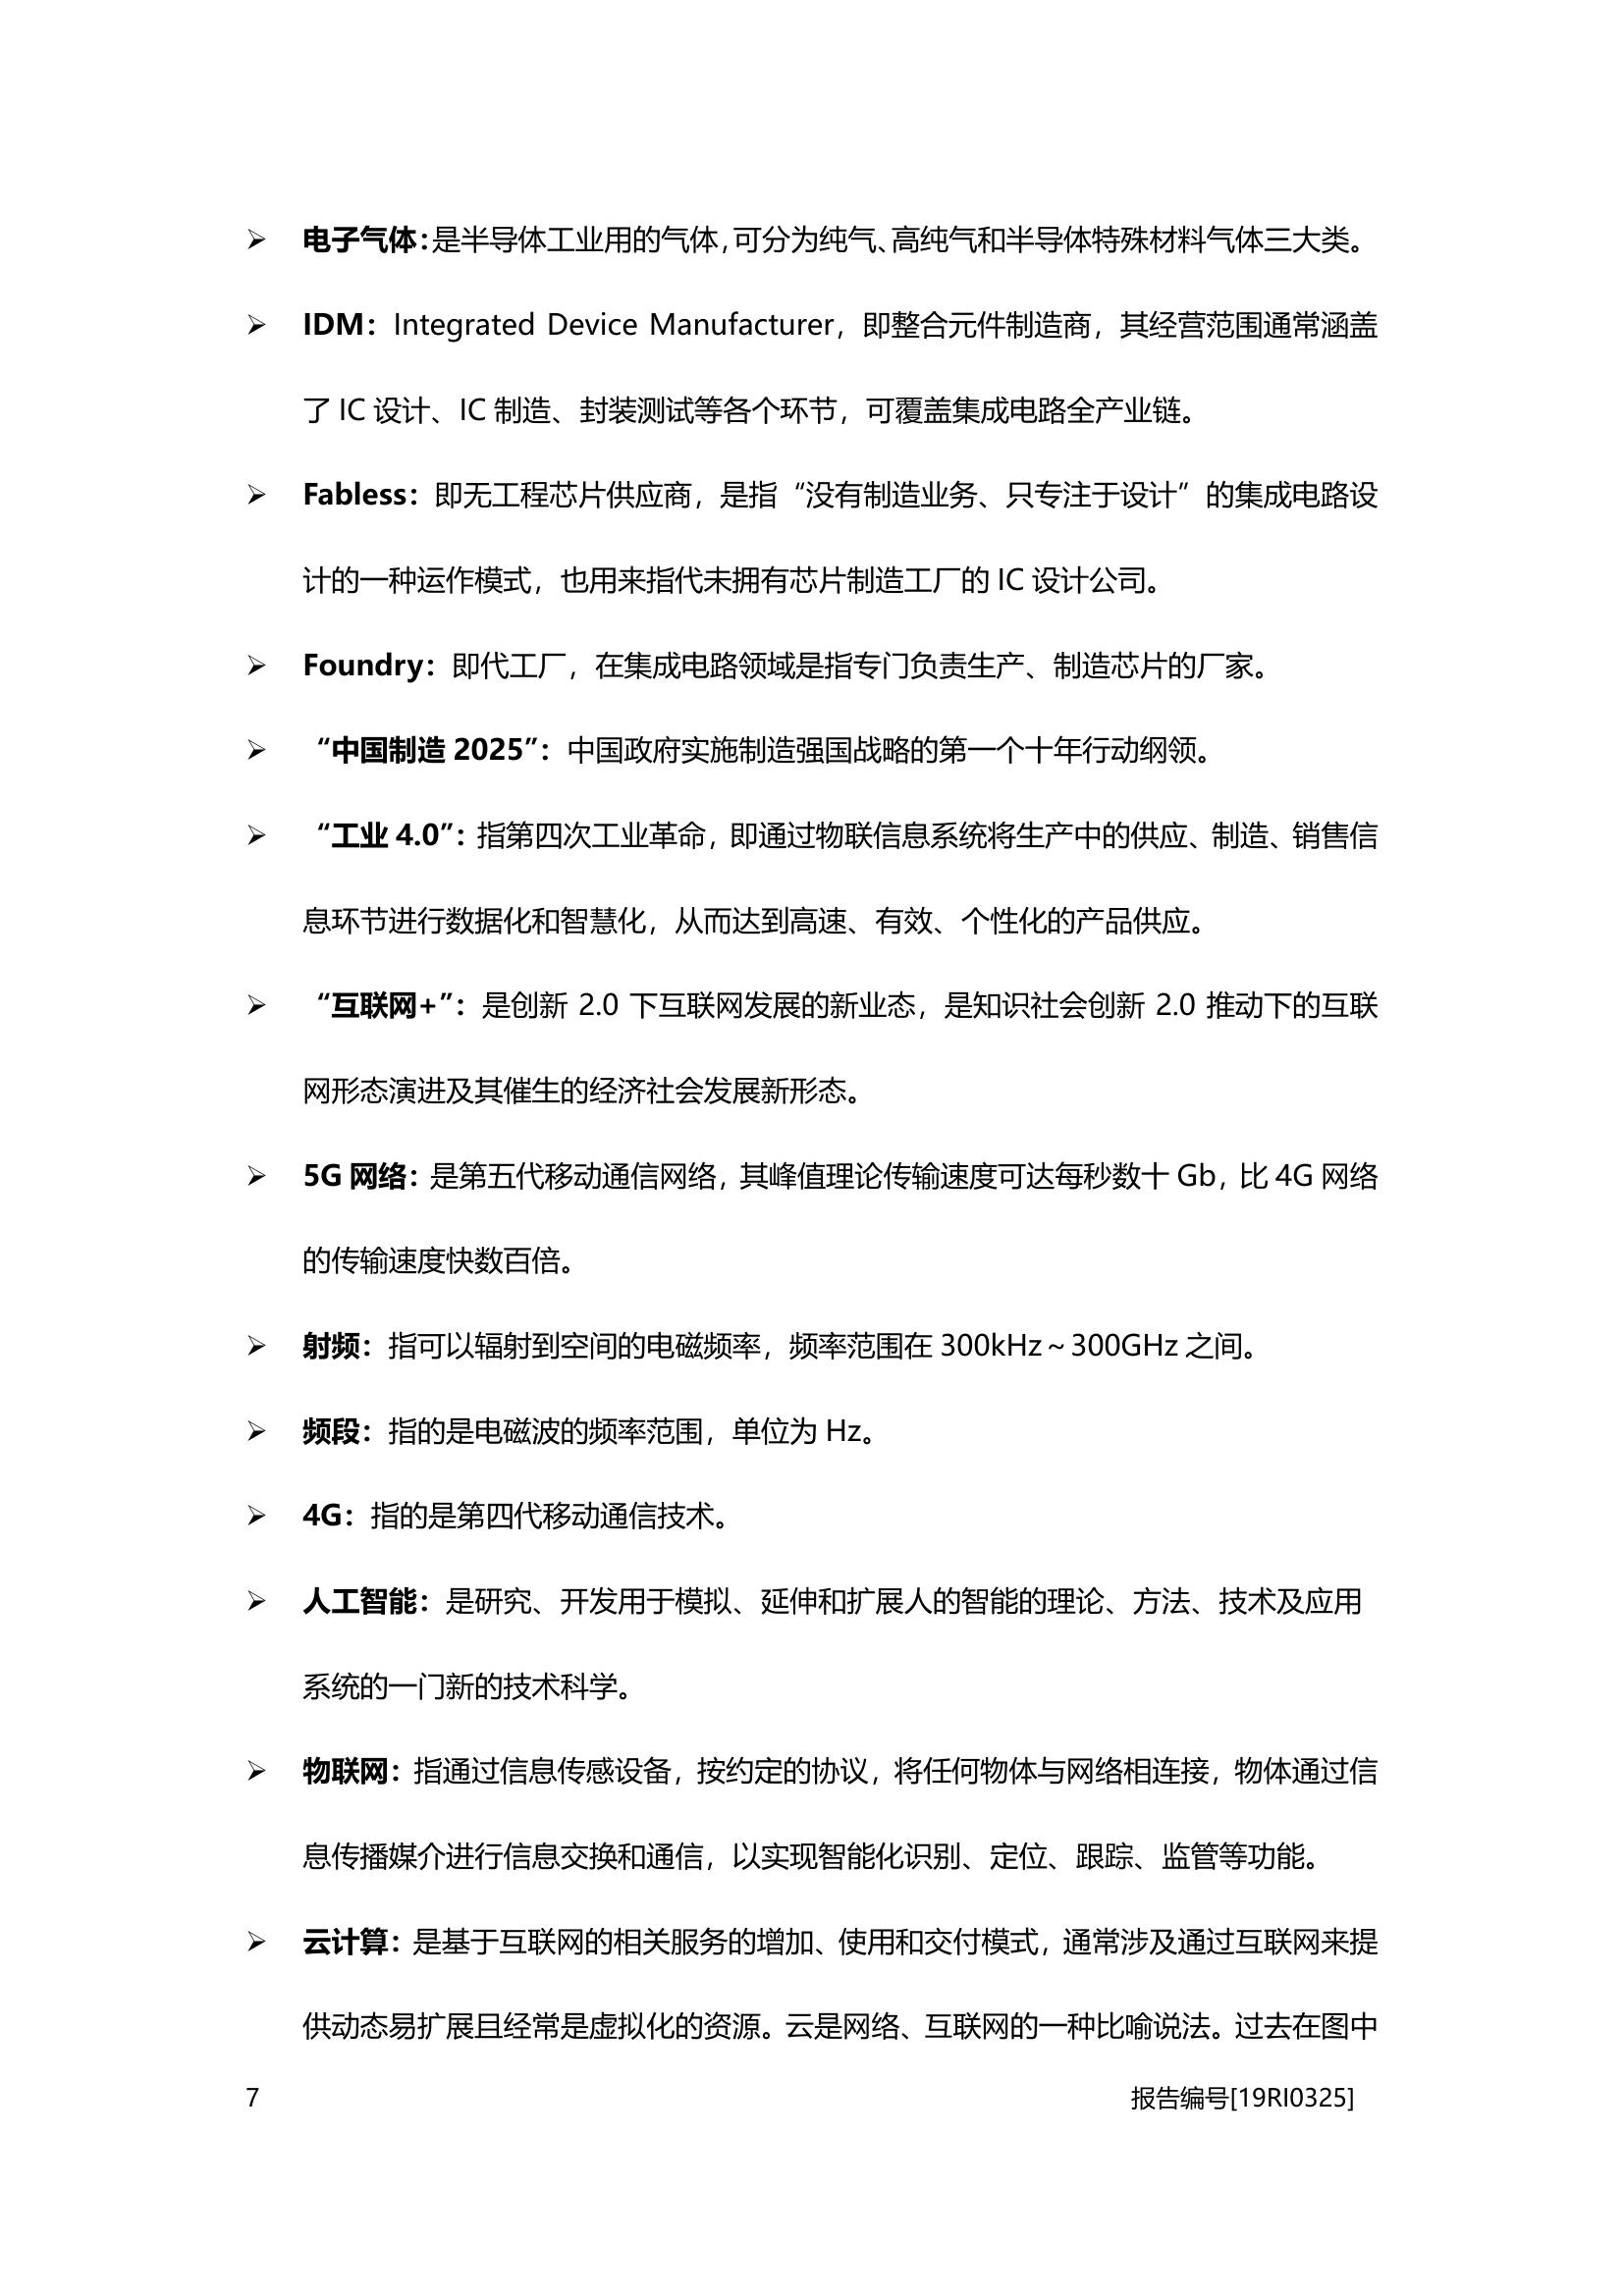 ➢ 电子气体：是半导体工业用的气体，可分为纯气、高纯气和半导体特殊材料气体三大类。
➢ IDM：Integrated Device Manufacturer，即整合元件制造商，其经营范围通常涵盖
了 IC 设计、IC 制造、封装测试等各个环节，可覆盖集成电路全产业链。
➢ Fabless：即无工程芯片供应商，是指“没有制造业务、只专注于设计”的集成电路设
计的一种运作模式，也用来指代未拥有芯片制造工厂的 IC 设计公司。
➢ Foundry：即代工厂，在集成电路领域是指专门负责生产、制造芯片的厂家。
➢ “中国制造 2025”：中国政府实施制造强国战略的第一个十年行动纲领。
➢ “工业 4.0”：指第四次工业革命，即通过物联信息系统将生产中的供应、制造、销售信
息环节进行数据化和智慧化，从而达到高速、有效、个性化的产品供应。
➢ “互联网+”：是创新 2.0 下互联网发展的新业态，是知识社会创新 2.0 推动下的互联
网形态演进及其催生的经济社会发展新形态。
➢ 5G 网络：是第五代移动通信网络，其峰值理论传输速度可达每秒数十 Gb，比 4G 网络
的传输速度快数百倍。
➢ 射频：指可以辐射到空间的电磁频率，频率范围在 300kHz～300GHz 之间。
➢ 频段：指的是电磁波的频率范围，单位为 Hz。
➢ 4G：指的是第四代移动通信技术。
➢ 人工智能：是研究、开发用于模拟、延伸和扩展人的智能的理论、方法、技术及应用
系统的一门新的技术科学。
➢ 物联网：指通过信息传感设备，按约定的协议，将任何物体与网络相连接，物体通过信
息传播媒介进行信息交换和通信，以实现智能化识别、定位、跟踪、监管等功能。
➢ 云计算：是基于互联网的相关服务的增加、使用和交付模式，通常涉及通过互联网来提
供动态易扩展且经常是虚拟化的资源。云是网络、互联网的一种比喻说法。过去在图中
7 报告编号[19RI0325]